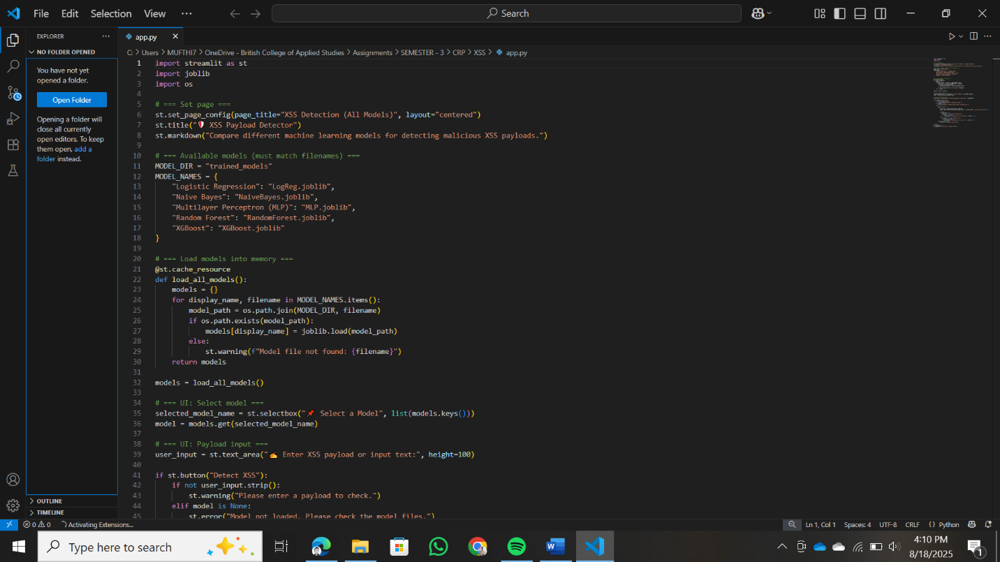 File Edit Selection View ... Search
EXPLORER ...
NO FOLDER OPENED
You have not yet
opened a folder.
Open Folder
Opening a folder will
close all currently
open editors. To keep
them open, add a
folder instead.
OUTLINE
TIMELINE
app.py
C: > Users > MUFTHI7 > OneDrive - British College of Applied Studies > Assignments > SEMESTER - 3 > CRP > XSS > app.py
1 import streamlit as st
2 import joblib
3 import os
4
5 # === Set page ===
6 st.set_page_config(page_title="XSS Detection (All Models)", layout="centered")
7 st.title("🛡️ XSS Payload Detector")
8 st.markdown("Compare different machine learning models for detecting malicious XSS payloads.")
9
10 # === Available models (must match filenames) ===
11 MODEL_DIR = "trained_models"
12 MODEL_NAMES = {
13     "Logistic Regression": "LogReg.joblib",
14     "Naive Bayes": "NaiveBayes.joblib",
15     "Multilayer Perceptron (MLP)": "MLP.joblib",
16     "Random Forest": "RandomForest.joblib",
17     "XGBoost": "XGBoost.joblib"
18 }
19
20 # === Load models into memory ===
21 @st.cache_resource
22 def load_all_models():
23     models = {}
24     for display_name, filename in MODEL_NAMES.items():
25         model_path = os.path.join(MODEL_DIR, filename)
26         if os.path.exists(model_path):
27             models[display_name] = joblib.load(model_path)
28         else:
29             st.warning(f"Model file not found: {filename}")
30     return models
31
32 models = load_all_models()
33
34 # === UI: Select model ===
35 selected_model_name = st.selectbox("📌 Select a Model", list(models.keys()))
36 model = models.get(selected_model_name)
37
38 # === UI: Payload input ===
39 user_input = st.text_area("✍️ Enter XSS payload or input text:", height=100)
40
41 if st.button("Detect XSS"):
42     if not user_input.strip():
43         st.warning("Please enter a payload to check.")
44     elif model is None:
45         st.error("Model not loaded. Please check the model files.")
0 0 Activating Extensions... Ln 1, Col 1 Spaces: 4 UTF-8 CRLF {} Python
Type here to search
4:10 PM
8/18/2025
1